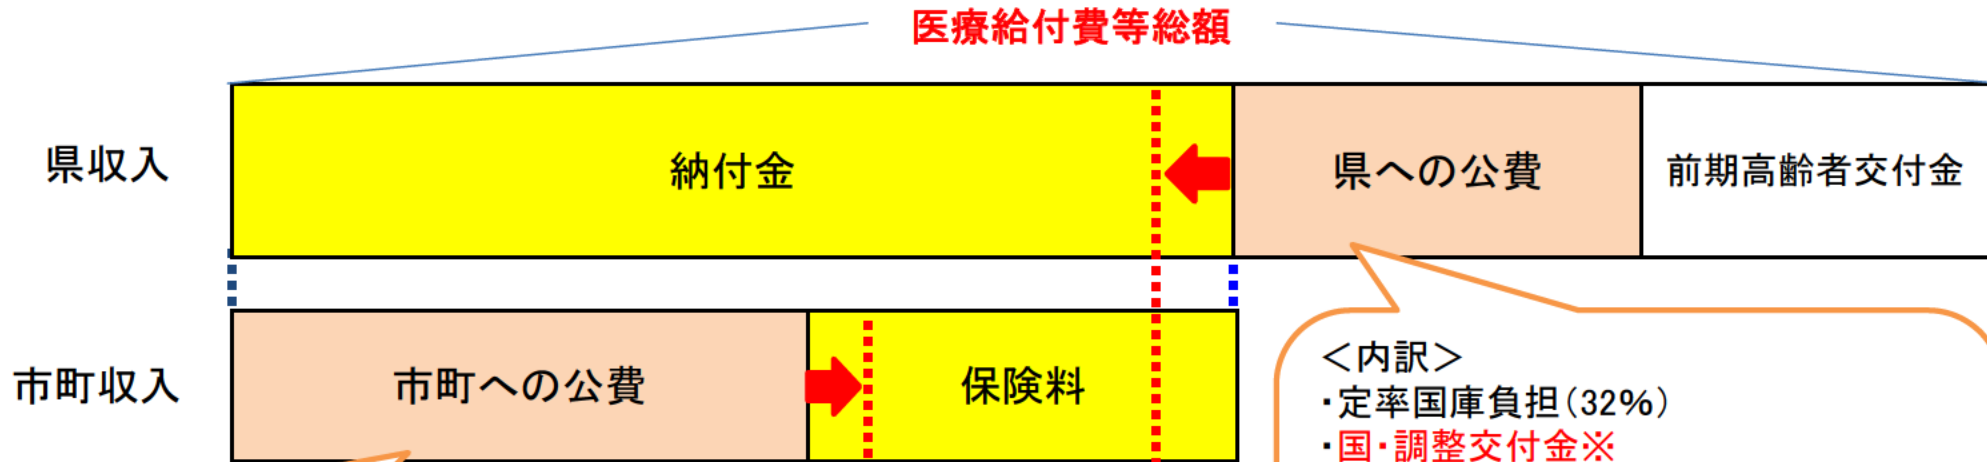 医療給付費等総額
県収入
納付金
県への公費
前期高齢者交付金
市町収入
市町への公費
保険料
＜内訳＞
・定率国庫負担(32%)
・国・調整交付金※